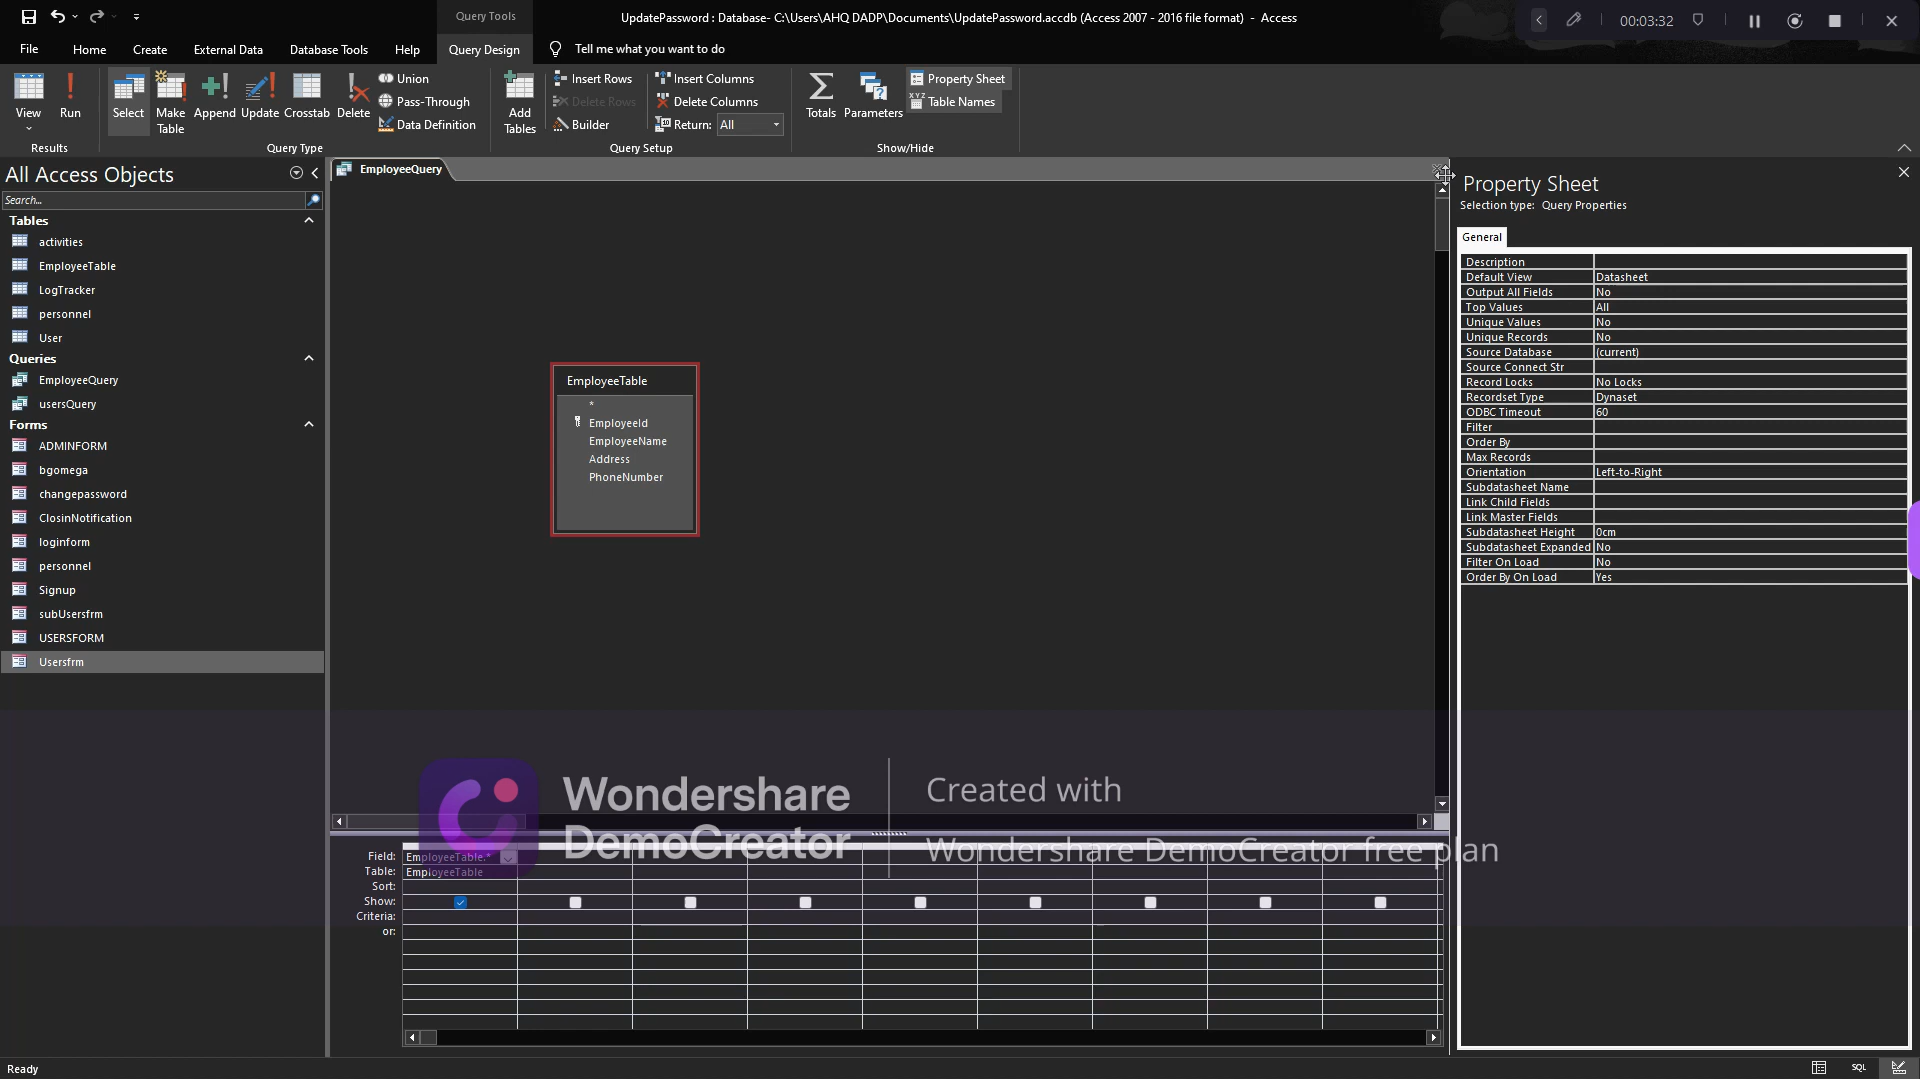 Query Tools
UpdatePassword : Database- C:\Users\AHQ DADP\Documents\UpdatePassword.accdb (Access 2007 - 2016 file format) - Access
00:03:32
File
Home
Create
External Data
Database Tools
Help
Query Design
Tell me what you want to do
View
Run
Select
Make Table
Append
Update
Crosstab
Delete
Union
Pass-Through
Data Definition
Add Tables
Insert Rows
Delete Rows
Builder
Insert Columns
Delete Columns
Return: All
Totals
Parameters
Property Sheet
Table Names
Results
Query Type
Query Setup
Show/Hide
All Access Objects
Search...
Tables
activities
EmployeeTable
LogTracker
personnel
User
Queries
EmployeeQuery
usersQuery
Forms
ADMINFORM
bgomega
changepassword
ClosinNotification
loginform
personnel
Signup
subUsersfrm
USERSFORM
Usersfrm
EmployeeQuery
EmployeeTable
*
EmployeeId
EmployeeName
Address
PhoneNumber
Field: EmployeeTable.*
Table: EmployeeTable
Sort:
Show:
Criteria:
or:
Property Sheet
Selection type: Query Properties
General
Description
Default View Datasheet
Output All Fields No
Top Values All
Unique Values No
Unique Records No
Source Database (current)
Source Connect Str
Record Locks No Locks
Recordset Type Dynaset
ODBC Timeout 60
Filter
Order By
Max Records
Orientation Left-to-Right
Subdatasheet Name
Link Child Fields
Link Master Fields
Subdatasheet Height 0cm
Subdatasheet Expanded No
Filter On Load No
Order By On Load Yes
Wondershare
DemoCreator
Created with
Wondershare DemoCreator free plan
Ready
SQL